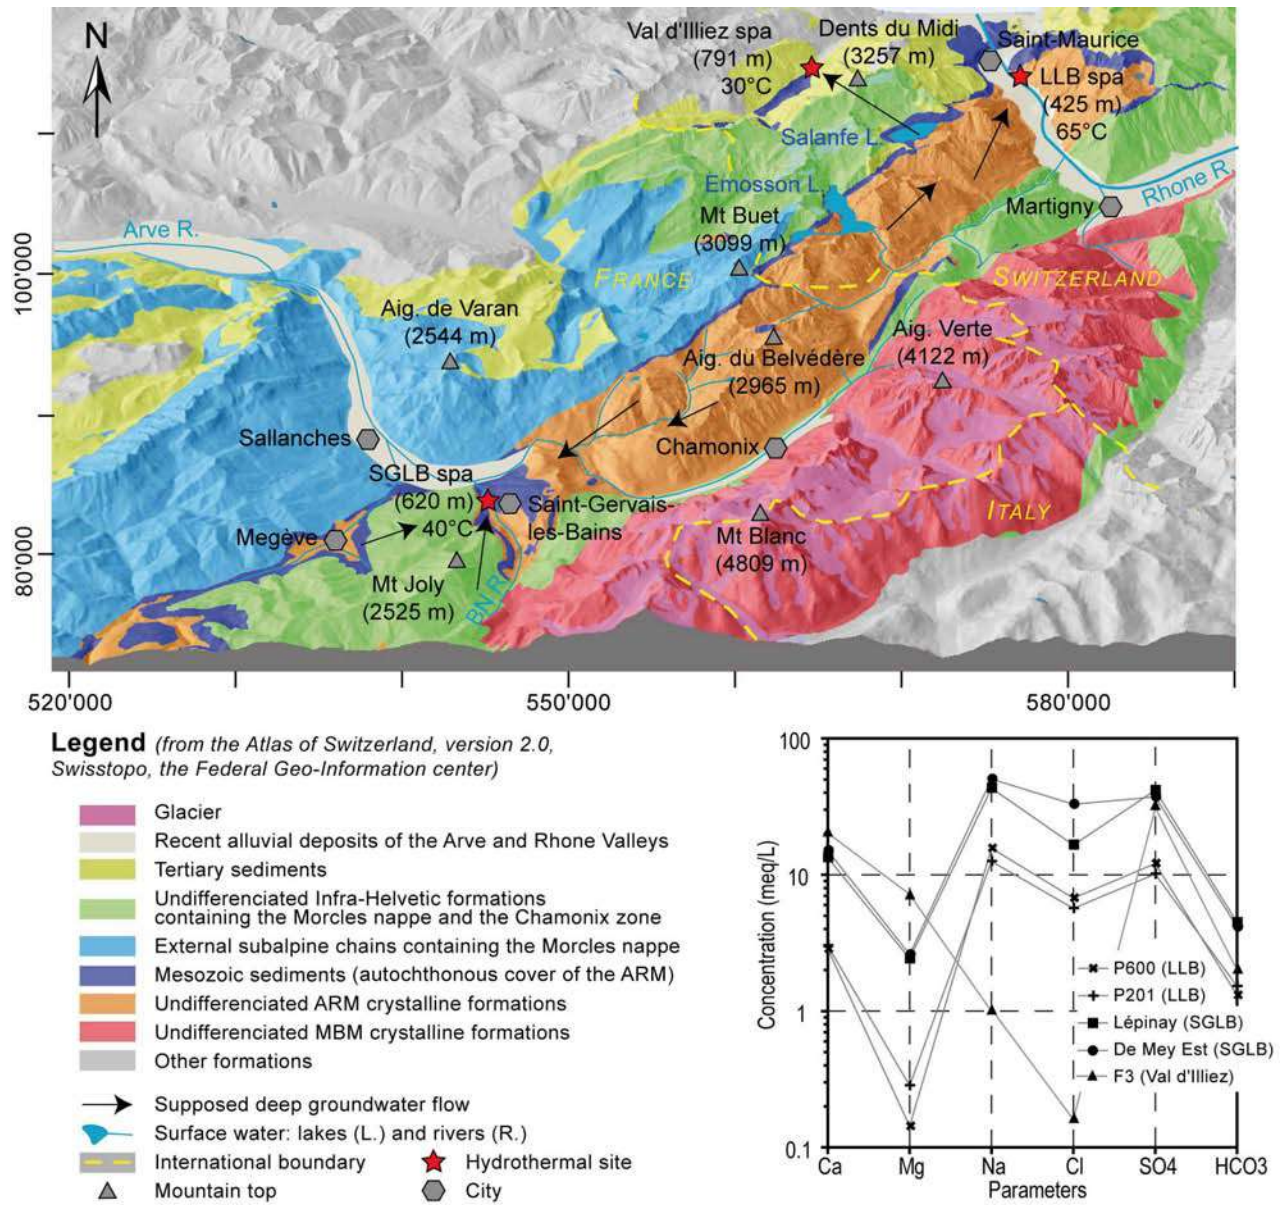 N
Val d'Illiez spa
(791 m)
30°C
Dents du Midi
(3257 m)
Saint-Maurice
LLB spa
(425 m)
65°C
Salanfe L.
Emosson L.
Mt Buet
(3099 m)
Martigny
Rhone R.
Arve R.
FRANCE
SWITZERLAND
Aig. de Varan
(2544 m)
Aig. Verte
(4122 m)
Aig. du Belvédère
(2965 m)
Sallanches
Chamonix
SGLB spa
(620 m)
40°C
Saint-Gervais-
les-Bains
ITALY
Megève
Mt Blanc
(4809 m)
Mt Joly
(2525 m)
BN R.
100'000
80'000
520'000
550'000
580'000
Legend (from the Atlas of Switzerland, version 2.0,
Swisstopo, the Federal Geo-Information center)
Glacier
Recent alluvial deposits of the Arve and Rhone Valleys
Tertiary sediments
Undifferenciated Infra-Helvetic formations
containing the Morcles nappe and the Chamonix zone
External subalpine chains containing the Morcles nappe
Mesozoic sediments (autochthonous cover of the ARM)
Undifferenciated ARM crystalline formations
Undifferenciated MBM crystalline formations
Other formations
Supposed deep groundwater flow
Surface water: lakes (L.) and rivers (R.)
International boundary
Hydrothermal site
Mountain top
City
100
10
1
0.1
Concentration (meq/L)
P600 (LLB)
P201 (LLB)
Lépinay (SGLB)
De Mey Est (SGLB)
F3 (Val d'Illiez)
Ca
Mg
Na
Cl
SO4
HCO3
Parameters